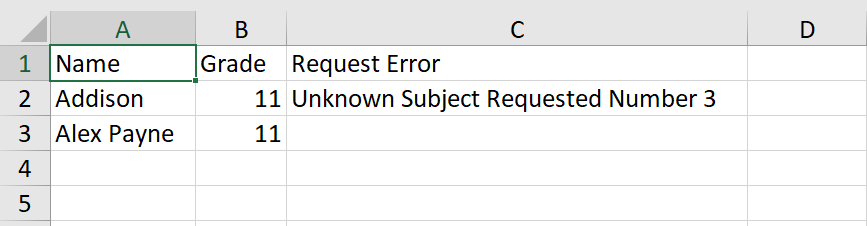 A B C D
1 Name Grade Request Error
2 Addison 11 Unknown Subject Requested Number 3
3 Alex Payne 11
4
5